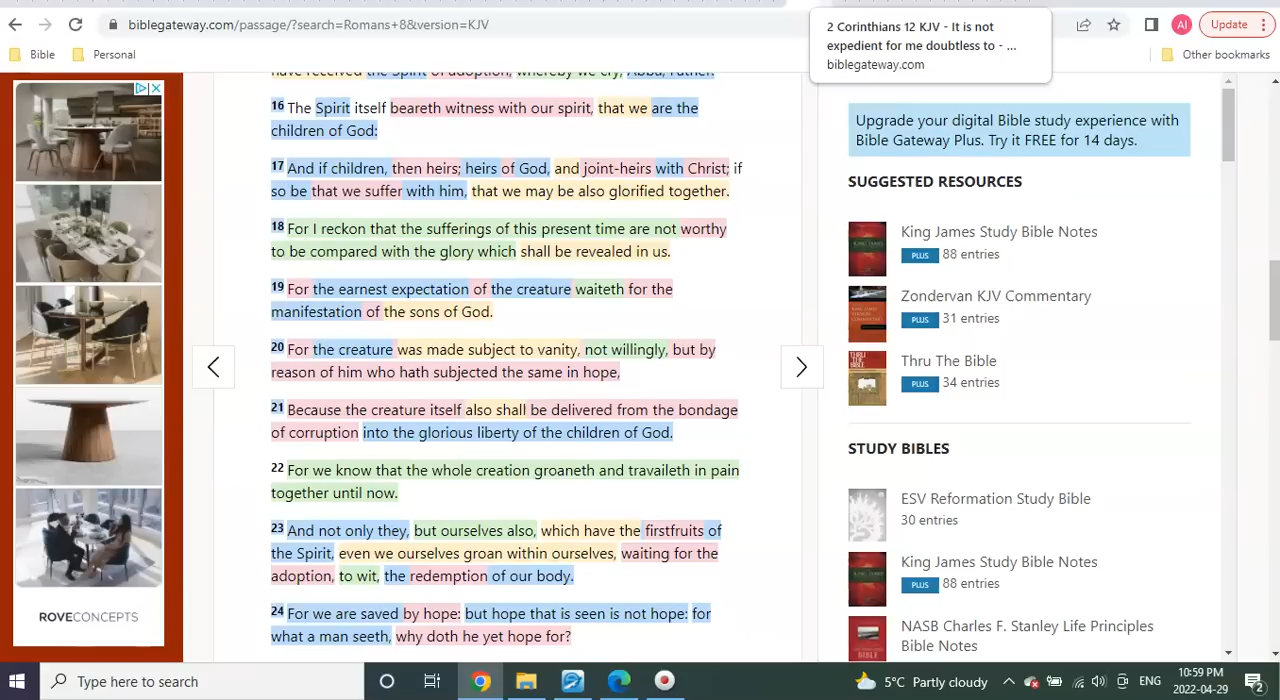 biblegateway.com/passage/?search=Romans+8&version=KJV
2 Corinthians 12 KJV - It is not
expedient for me doubtless to - ...
biblegateway.com
AI
Update
Bible
Personal
Other bookmarks
have received the Spirit of adoption, whereby we cry, Abba, Father.
16 The Spirit itself beareth witness with our spirit, that we are the
children of God:
17 And if children, then heirs; heirs of God, and joint-heirs with Christ; if
so be that we suffer with him, that we may be also glorified together.
18 For I reckon that the sufferings of this present time are not worthy
to be compared with the glory which shall be revealed in us.
19 For the earnest expectation of the creature waiteth for the
manifestation of the sons of God.
20 For the creature was made subject to vanity, not willingly, but by
reason of him who hath subjected the same in hope,
21 Because the creature itself also shall be delivered from the bondage
of corruption into the glorious liberty of the children of God.
22 For we know that the whole creation groaneth and travaileth in pain
together until now.
23 And not only they, but ourselves also, which have the firstfruits of
the Spirit, even we ourselves groan within ourselves, waiting for the
adoption, to wit, the redemption of our body.
24 For we are saved by hope: but hope that is seen is not hope: for
what a man seeth, why doth he yet hope for?
ROVECONCEPTS
Upgrade your digital Bible study experience with
Bible Gateway Plus. Try it FREE for 14 days.
SUGGESTED RESOURCES
King James Study Bible Notes
PLUS 88 entries
Zondervan KJV Commentary
PLUS 31 entries
Thru The Bible
PLUS 34 entries
STUDY BIBLES
ESV Reformation Study Bible
30 entries
King James Study Bible Notes
PLUS 88 entries
NASB Charles F. Stanley Life Principles
Bible Notes
Type here to search
5°C Partly cloudy
ENG
10:59 PM
2022-04-29
2